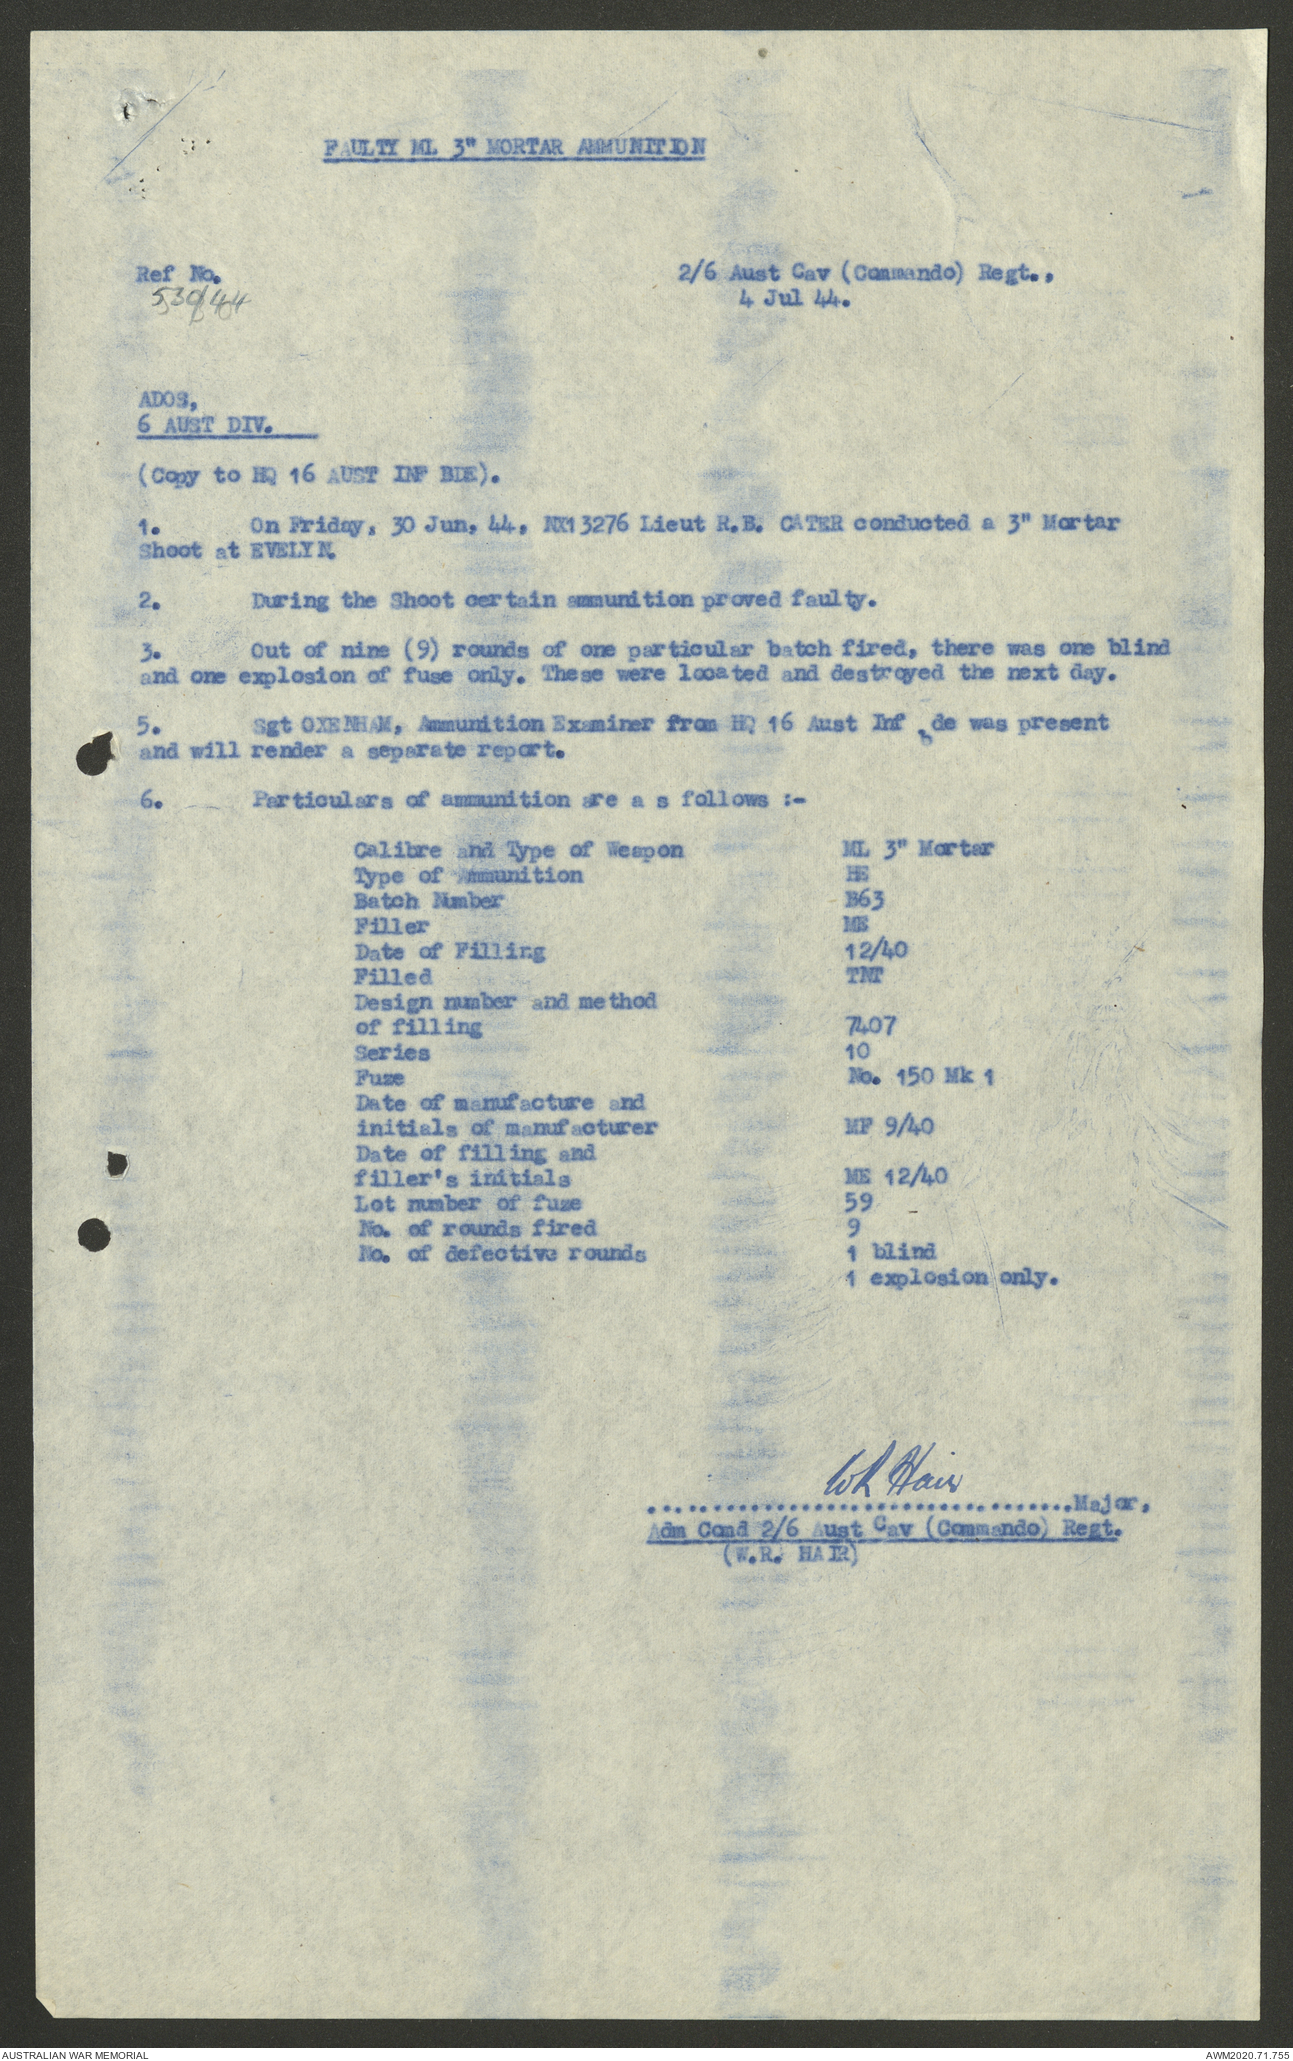 FAULTY ML 3" MORTAR AMMUNITION
Ref No.
2/6 Aust Cav (Commando) Regt.,
4 Jul 44.
ADOS,
6 AUST DIV.
(Copy to HQ 16 AUST INF BDE).
1. On Friday, 30 Jun, 44, NX13276 Lieut R.B. CATER conducted a 3" Mortar
Shoot at EVELYN.
2. During the Shoot certain ammunition proved faulty.
3. Out of nine (9) rounds of one particular batch fired, there was one blind
and one explosion of fuse only. These were located and destroyed the next day.
5. Sgt OXENHAM, Ammunition Examiner from HQ 16 Aust Inf Bde was present
and will render a separate report.
6. Particulars of ammunition are a s follows :-
Calibre and Type of Weapon ML 3" Mortar
Type of Ammunition HE
Batch Number B63
Filler ME
Date of Filling 12/40
Filled TNT
Design number and method
of filling 7407
Series 10
Fuze No. 150 Mk 1
Date of manufacture and
initials of manufacturer MF 9/40
Date of filling and
filler's initials ME 12/40
Lot number of fuze 59
No. of rounds fired 9
No. of defective rounds 1 blind
1 explosion only.
WR Hair
..................................Major,
Adm Comd 2/6 Aust Cav (Commando) Regt.
(W.R. HAIR)
AUSTRALIAN WAR MEMORIAL
AWM2020.71.755